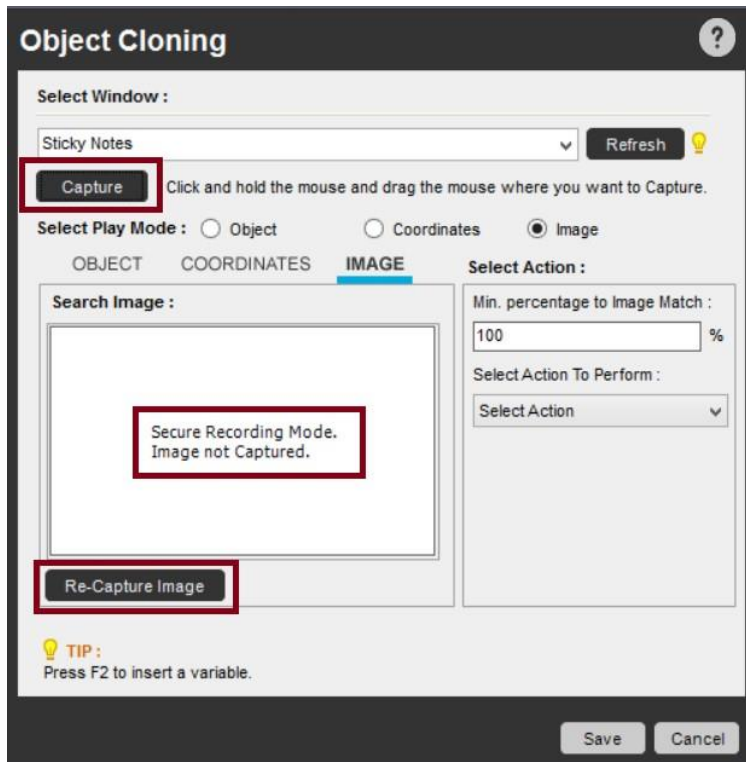 Object Cloning
?
Select Window :
Sticky Notes
Refresh
Capture
Click and hold the mouse and drag the mouse where you want to Capture.
Select Play Mode : Object Coordinates Image
OBJECT COORDINATES IMAGE
Search Image :
Secure Recording Mode.
Image not Captured.
Re-Capture Image
Select Action :
Min. percentage to Image Match :
100 %
Select Action To Perform :
Select Action
TIP :
Press F2 to insert a variable.
Save
Cancel